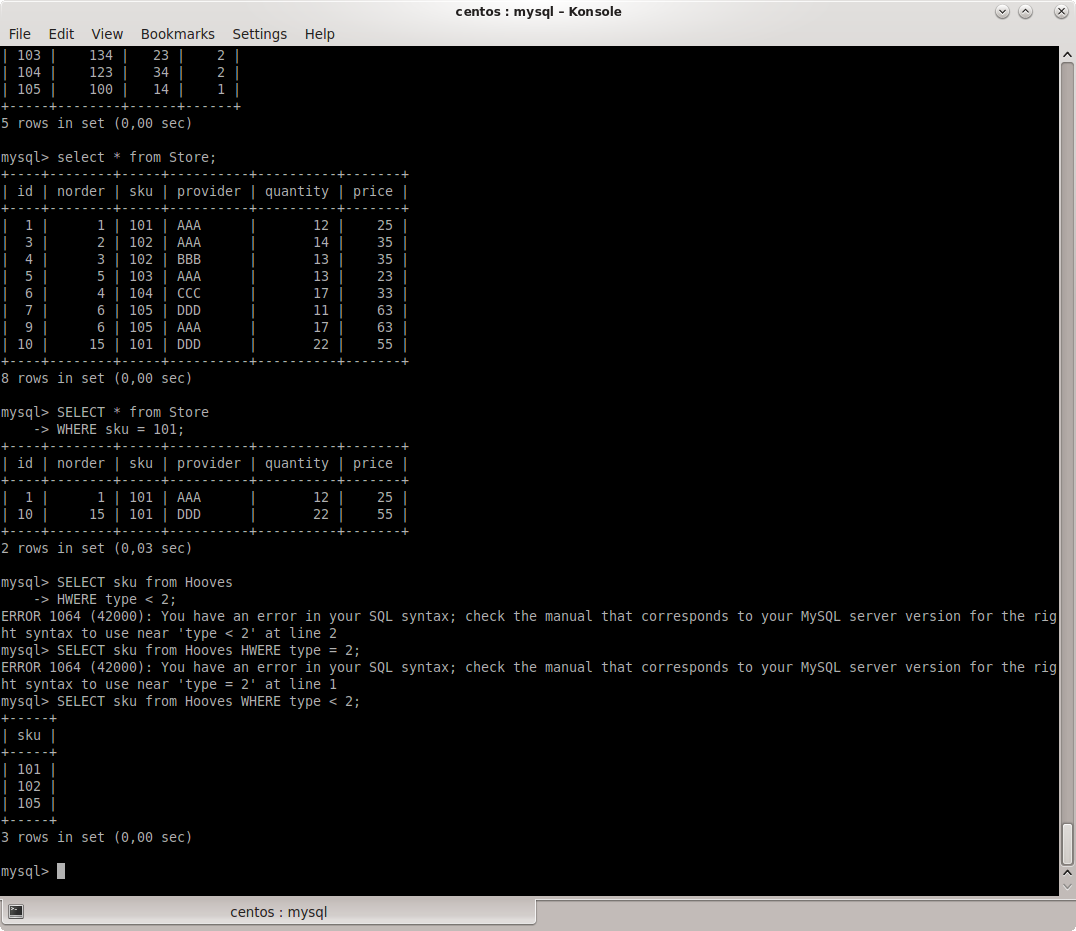 centos : mysql – Konsole
File Edit View Bookmarks Settings Help
| 103 |    134 |   23 |    2 |
| 104 |    123 |   34 |    2 |
| 105 |    100 |   14 |    1 |
+-----+--------+------+------+
5 rows in set (0,00 sec)
mysql> select * from Store;
+----+--------+-----+----------+----------+-------+
| id | norder | sku | provider | quantity | price |
+----+--------+-----+----------+----------+-------+
|  1 |      1 | 101 | AAA      |       12 |    25 |
|  3 |      2 | 102 | AAA      |       14 |    35 |
|  4 |      3 | 102 | BBB      |       13 |    35 |
|  5 |      5 | 103 | AAA      |       13 |    23 |
|  6 |      4 | 104 | CCC      |       17 |    33 |
|  7 |      6 | 105 | DDD      |       11 |    63 |
|  9 |      6 | 105 | AAA      |       17 |    63 |
| 10 |     15 | 101 | DDD      |       22 |    55 |
+----+--------+-----+----------+----------+-------+
8 rows in set (0,00 sec)
mysql> SELECT * from Store
    -> WHERE sku = 101;
+----+--------+-----+----------+----------+-------+
| id | norder | sku | provider | quantity | price |
+----+--------+-----+----------+----------+-------+
|  1 |      1 | 101 | AAA      |       12 |    25 |
| 10 |     15 | 101 | DDD      |       22 |    55 |
+----+--------+-----+----------+----------+-------+
2 rows in set (0,03 sec)
mysql> SELECT sku from Hooves
    -> HWERE type < 2;
ERROR 1064 (42000): You have an error in your SQL syntax; check the manual that corresponds to your MySQL server version for the rig
ht syntax to use near 'type < 2' at line 2
mysql> SELECT sku from Hooves HWERE type = 2;
ERROR 1064 (42000): You have an error in your SQL syntax; check the manual that corresponds to your MySQL server version for the rig
ht syntax to use near 'type = 2' at line 1
mysql> SELECT sku from Hooves WHERE type < 2;
+-----+
| sku |
+-----+
| 101 |
| 102 |
| 105 |
+-----+
3 rows in set (0,00 sec)
mysql>
centos : mysql